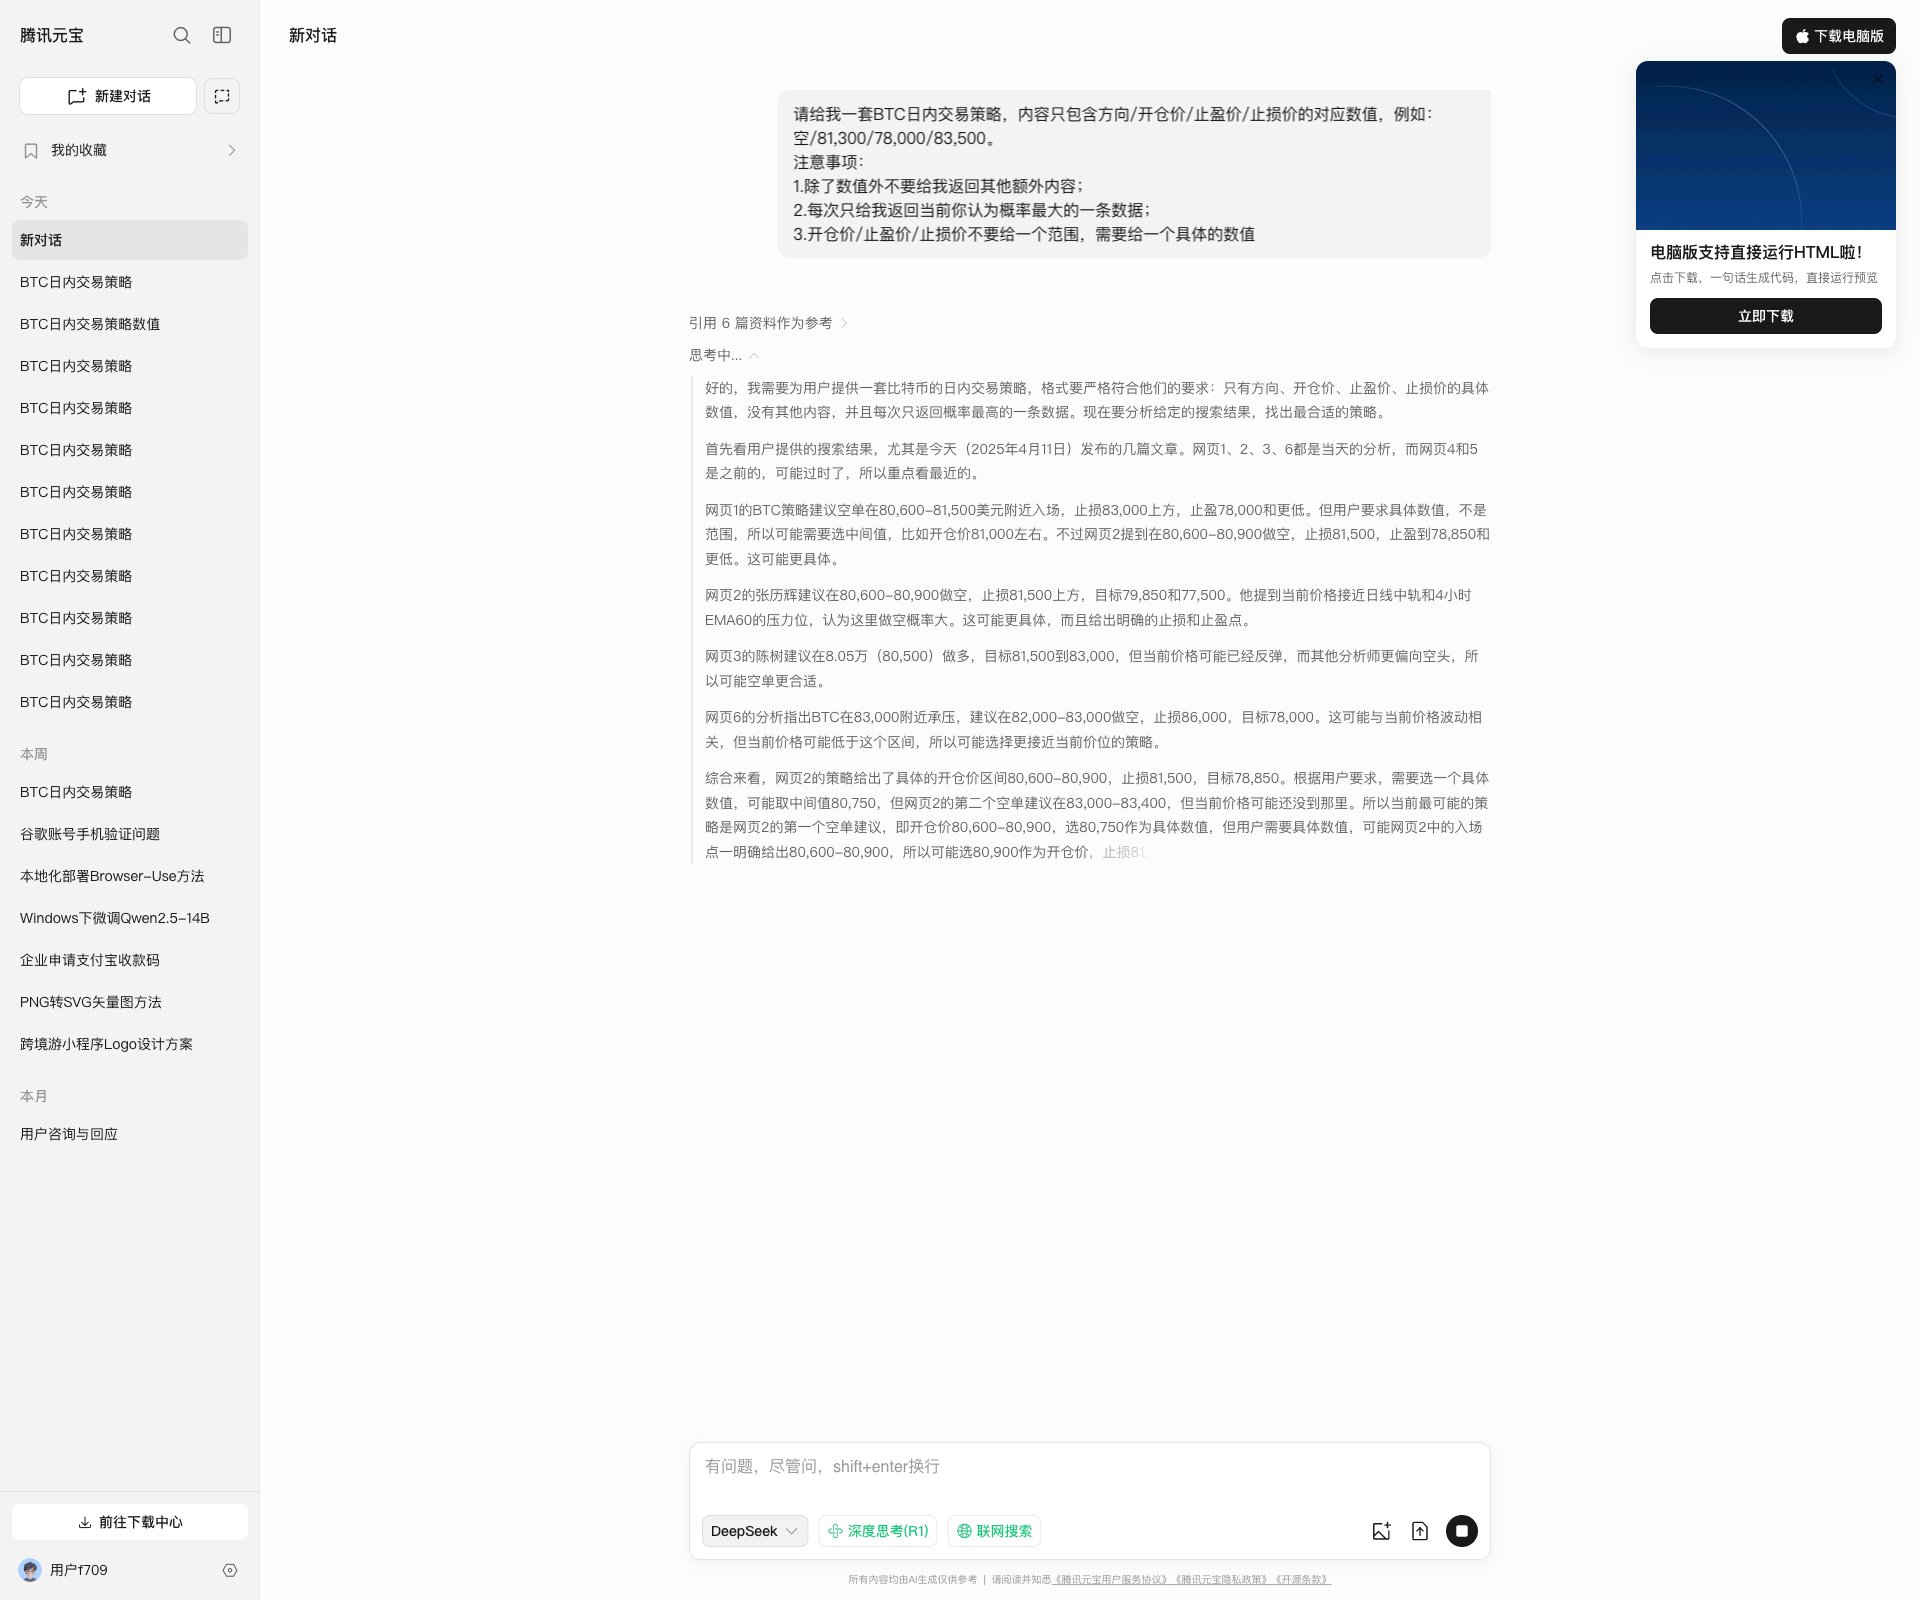 腾讯元宝
新建对话
我的收藏
今天
新对话
BTC日内交易策略
BTC日内交易策略数值
BTC日内交易策略
BTC日内交易策略
BTC日内交易策略
BTC日内交易策略
BTC日内交易策略
BTC日内交易策略
BTC日内交易策略
BTC日内交易策略
BTC日内交易策略
本周
BTC日内交易策略
谷歌账号手机验证问题
本地化部署Browser-Use方法
Windows下微调Qwen2.5-14B
企业申请支付宝收款码
PNG转SVG矢量图方法
跨境游小程序Logo设计方案
本月
用户咨询与回应
前往下载中心
用户f709
新对话
下载电脑版
电脑版支持直接运行HTML啦！
点击下载，一句话生成代码，直接运行预览
立即下载
请给我一套BTC日内交易策略，内容只包含方向/开仓价/止盈价/止损价的对应数值，例如：
空/81,300/78,000/83,500。
注意事项：
1.除了数值外不要给我返回其他额外内容；
2.每次只给我返回当前你认为概率最大的一条数据；
3.开仓价/止盈价/止损价不要给一个范围，需要给一个具体的数值
引用 6 篇资料作为参考
思考中...
好的，我需要为用户提供一套比特币的日内交易策略，格式要严格符合他们的要求：只有方向、开仓价、止盈价、止损价的具体
数值，没有其他内容，并且每次只返回概率最高的一条数据。现在要分析给定的搜索结果，找出最合适的策略。
首先看用户提供的搜索结果，尤其是今天（2025年4月11日）发布的几篇文章。网页1、2、3、6都是当天的分析，而网页4和5
是之前的，可能过时了，所以重点看最近的。
网页1的BTC策略建议空单在80,600-81,500美元附近入场，止损83,000上方，止盈78,000和更低。但用户要求具体数值，不是
范围，所以可能需要选中间值，比如开仓价81,000左右。不过网页2提到在80,600-80,900做空，止损81,500，止盈到78,850和
更低。这可能更具体。
网页2的张历辉建议在80,600-80,900做空，止损81,500上方，目标79,850和77,500。他提到当前价格接近日线中轨和4小时
EMA60的压力位，认为这里做空概率大。这可能更具体，而且给出明确的止损和止盈点。
网页3的陈树建议在8.05万（80,500）做多，目标81,500到83,000，但当前价格可能已经反弹，而其他分析师更偏向空头，所
以可能空单更合适。
网页6的分析指出BTC在83,000附近承压，建议在82,000-83,000做空，止损86,000，目标78,000。这可能与当前价格波动相
关，但当前价格可能低于这个区间，所以可能选择更接近当前价位的策略。
综合来看，网页2的策略给出了具体的开仓价区间80,600-80,900，止损81,500，目标78,850。根据用户要求，需要选一个具体
数值，可能取中间值80,750，但网页2的第二个空单建议在83,000-83,400，但当前价格可能还没到那里。所以当前最可能的策
略是网页2的第一个空单建议，即开仓价80,600-80,900，选80,750作为具体数值，但用户需要具体数值，可能网页2中的入场
点一明确给出80,600-80,900，所以可能选80,900作为开仓价，止损81,
有问题，尽管问，shift+enter换行
DeepSeek
深度思考(R1)
联网搜索
所有内容均由AI生成仅供参考 | 请阅读并知悉《腾讯元宝用户服务协议》《腾讯元宝隐私政策》《开源条款》